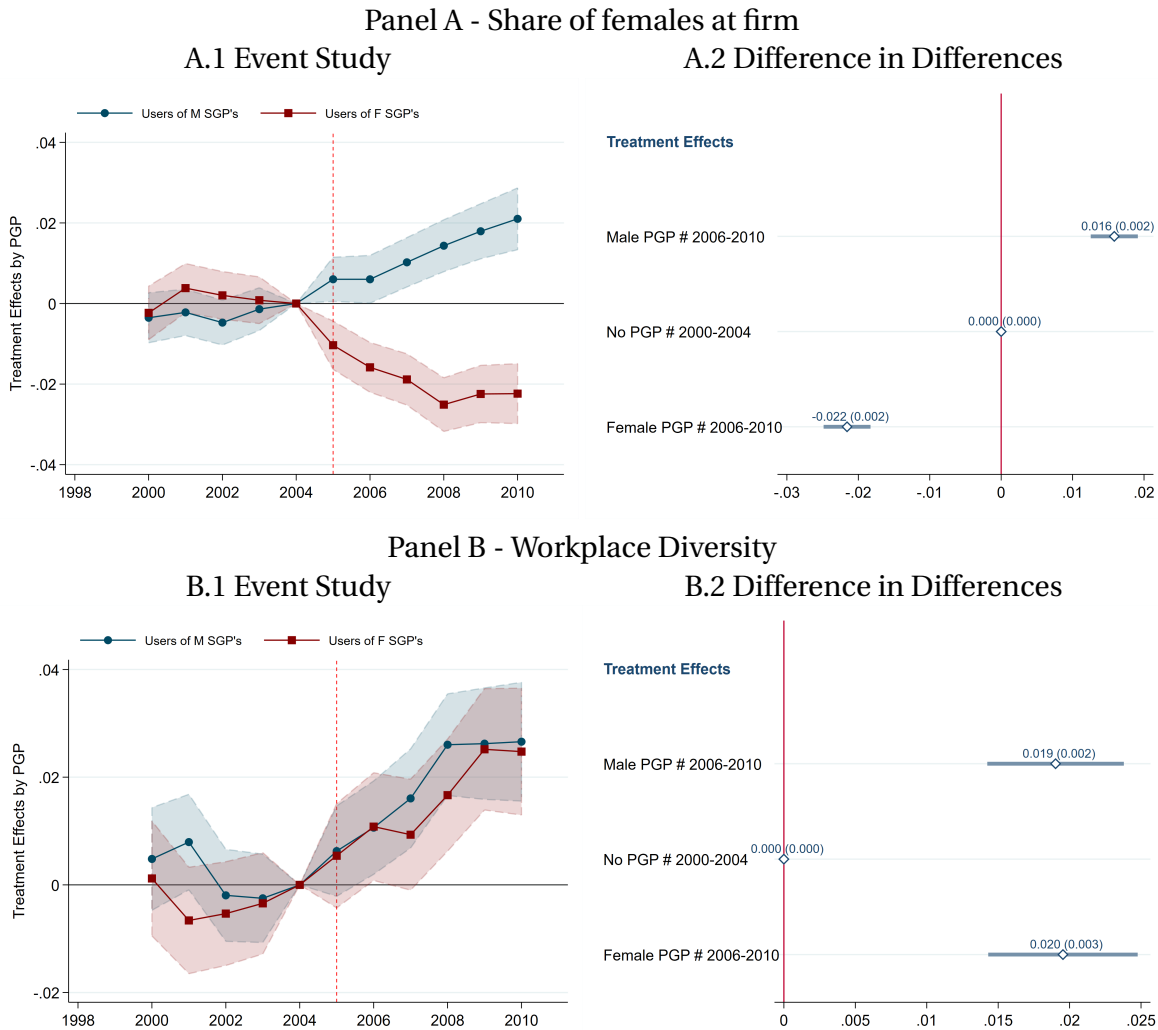 Panel A - Share of females at firm
A.1 Event Study
A.2 Difference in Differences
Users of M SGP's
Users of F SGP's
Treatment Effects by PGP
.04
.02
0
-.02
-.04
1998 2000 2002 2004 2006 2008 2010
Treatment Effects
0.016 (0.002)
Male PGP # 2006-2010
0.000 (0.000)
No PGP # 2000-2004
-0.022 (0.002)
Female PGP # 2006-2010
-.03 -.02 -.01 0 .01 .02
Panel B - Workplace Diversity
B.1 Event Study
B.2 Difference in Differences
Users of M SGP's
Users of F SGP's
Treatment Effects by PGP
.04
.02
0
-.02
1998 2000 2002 2004 2006 2008 2010
Treatment Effects
0.019 (0.002)
Male PGP # 2006-2010
0.000 (0.000)
No PGP # 2000-2004
0.020 (0.003)
Female PGP # 2006-2010
0 .005 .01 .015 .02 .025